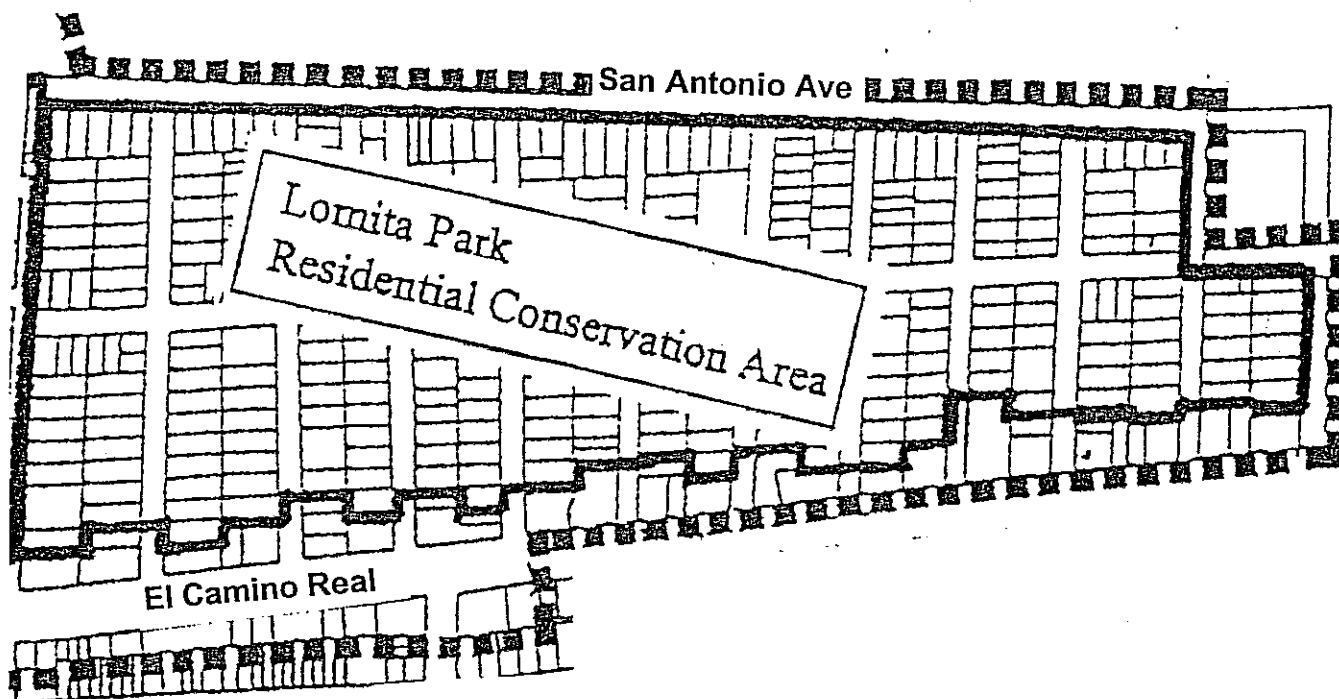 San Antonio Ave
Lomita Park
Residential Conservation Area
El Camino Real